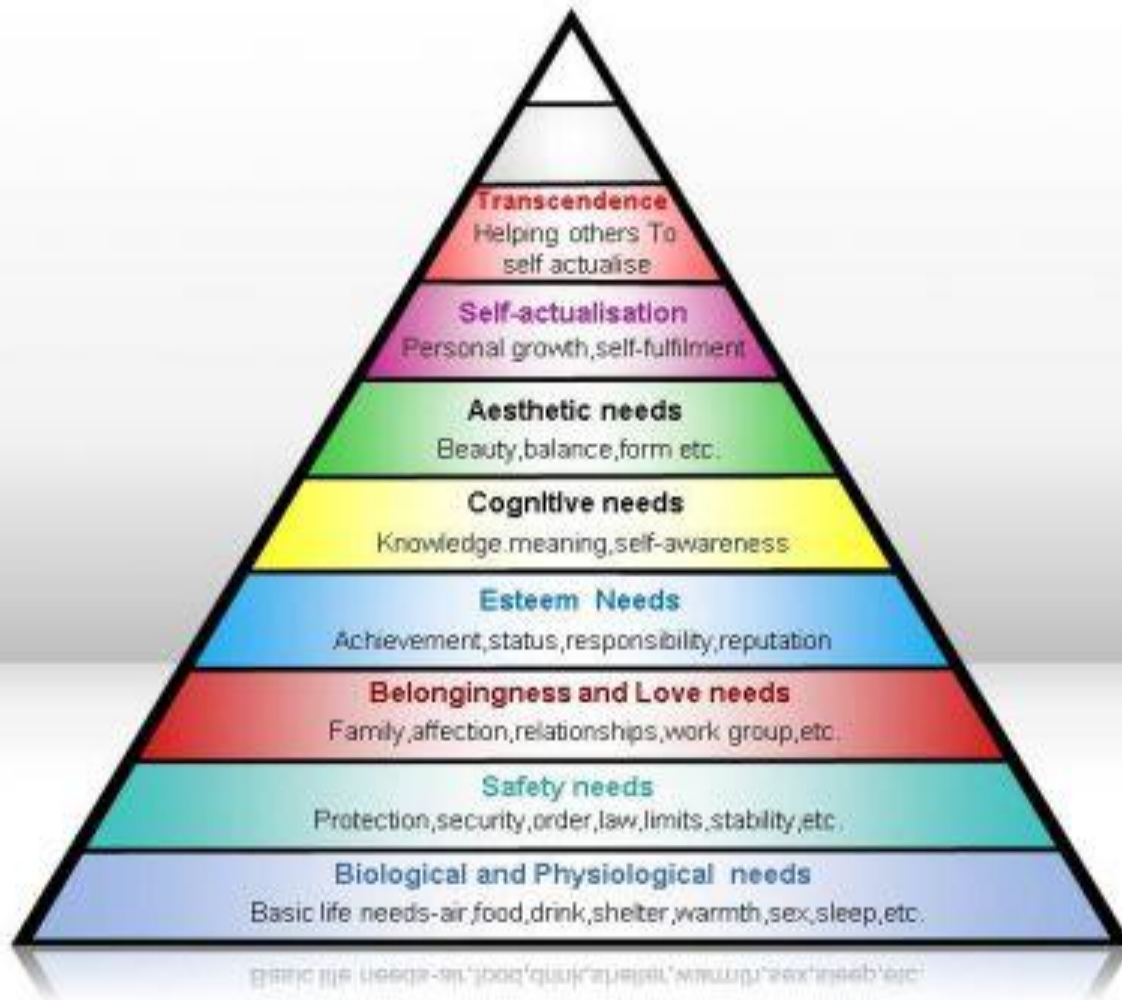 Transcendence
Helping others To
self actualise
Self-actualisation
Personal growth,self-fulfilment
Aesthetic needs
Beauty,balance,form etc.
Cognitive needs
Knowledge.meaning,self-awareness
Esteem Needs
Achievement,status,responsibility,reputation
Belongingness and Love needs
Family,affection,relationships,work group,etc.
Safety needs
Protection,security,order,law,limits,stability,etc.
Biological and Physiological needs
Basic life needs-air,food,drink,shelter,warmth,sex,sleep,etc.